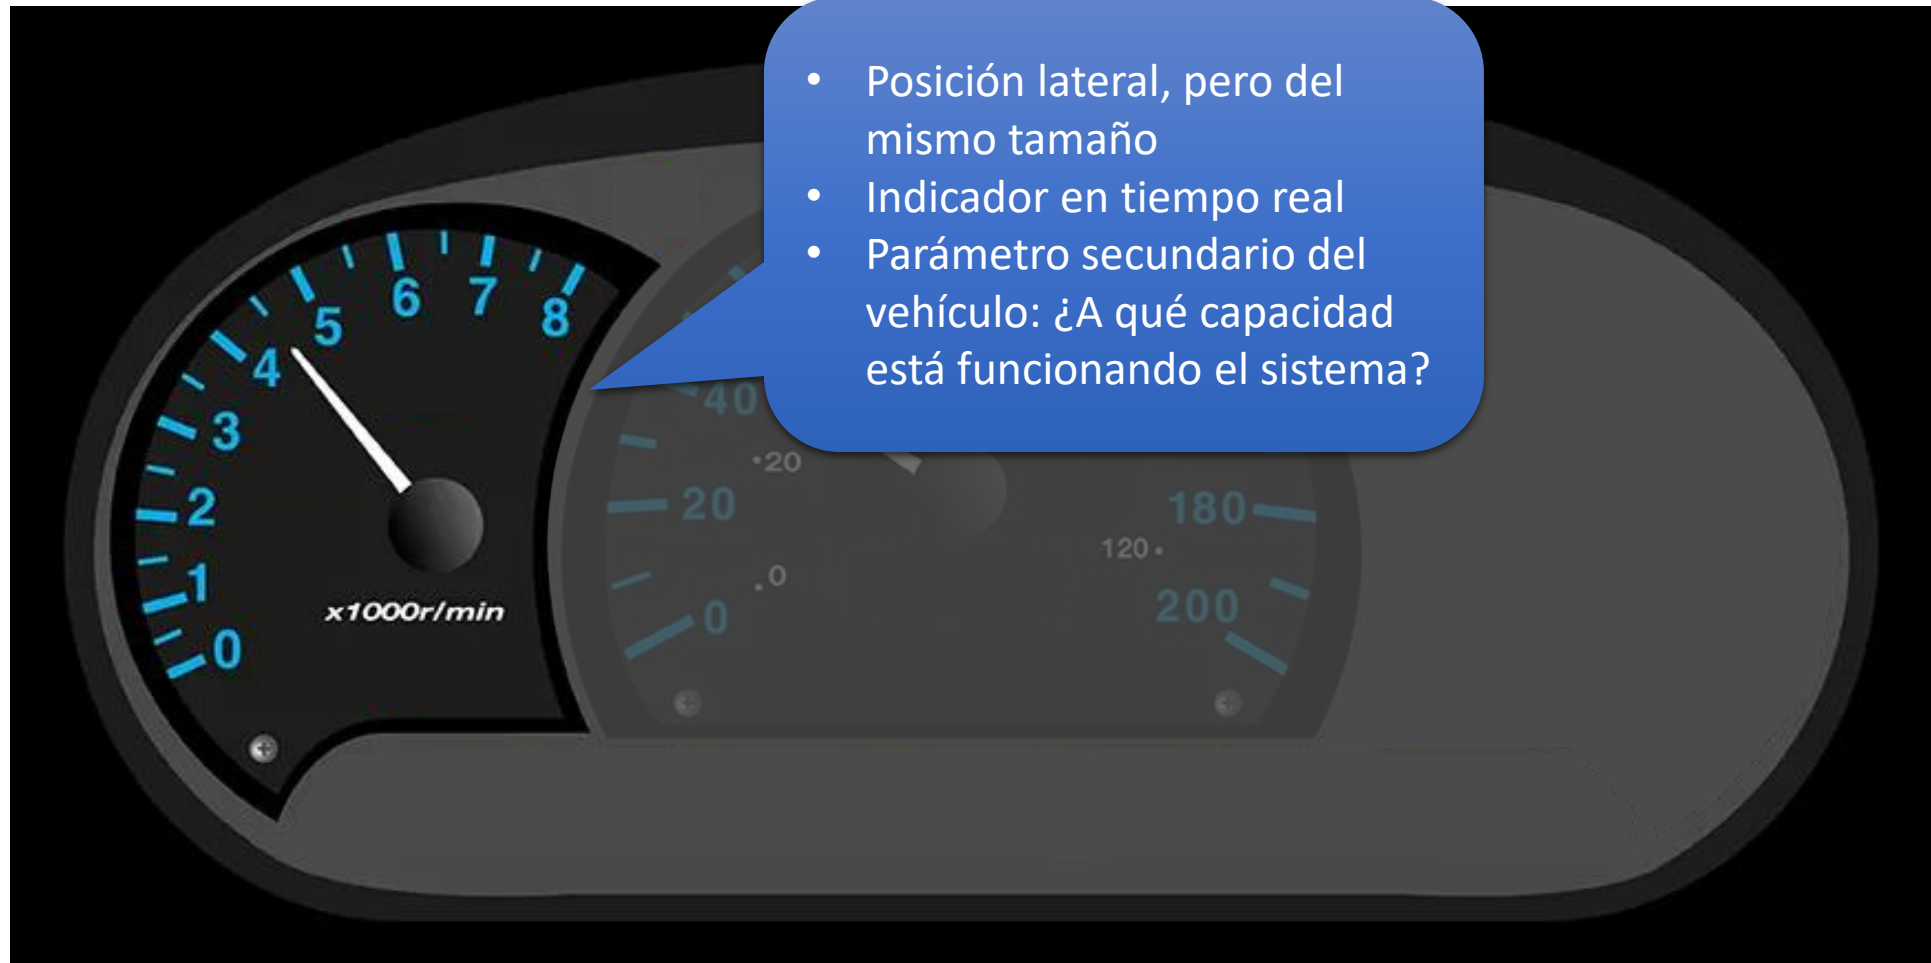 • Posición lateral, pero del
mismo tamaño
• Indicador en tiempo real
• Parámetro secundario del
vehículo: ¿A qué capacidad
está funcionando el sistema?
8
7
6
5
4
3
2
1
0
x1000r/min
40
•20
20
.0
0
180
120•
200